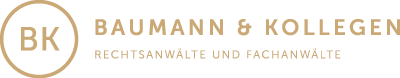 BK
BAUMANN & KOLLEGEN
RECHTSANWÄLTE UND FACHANWÄLTE